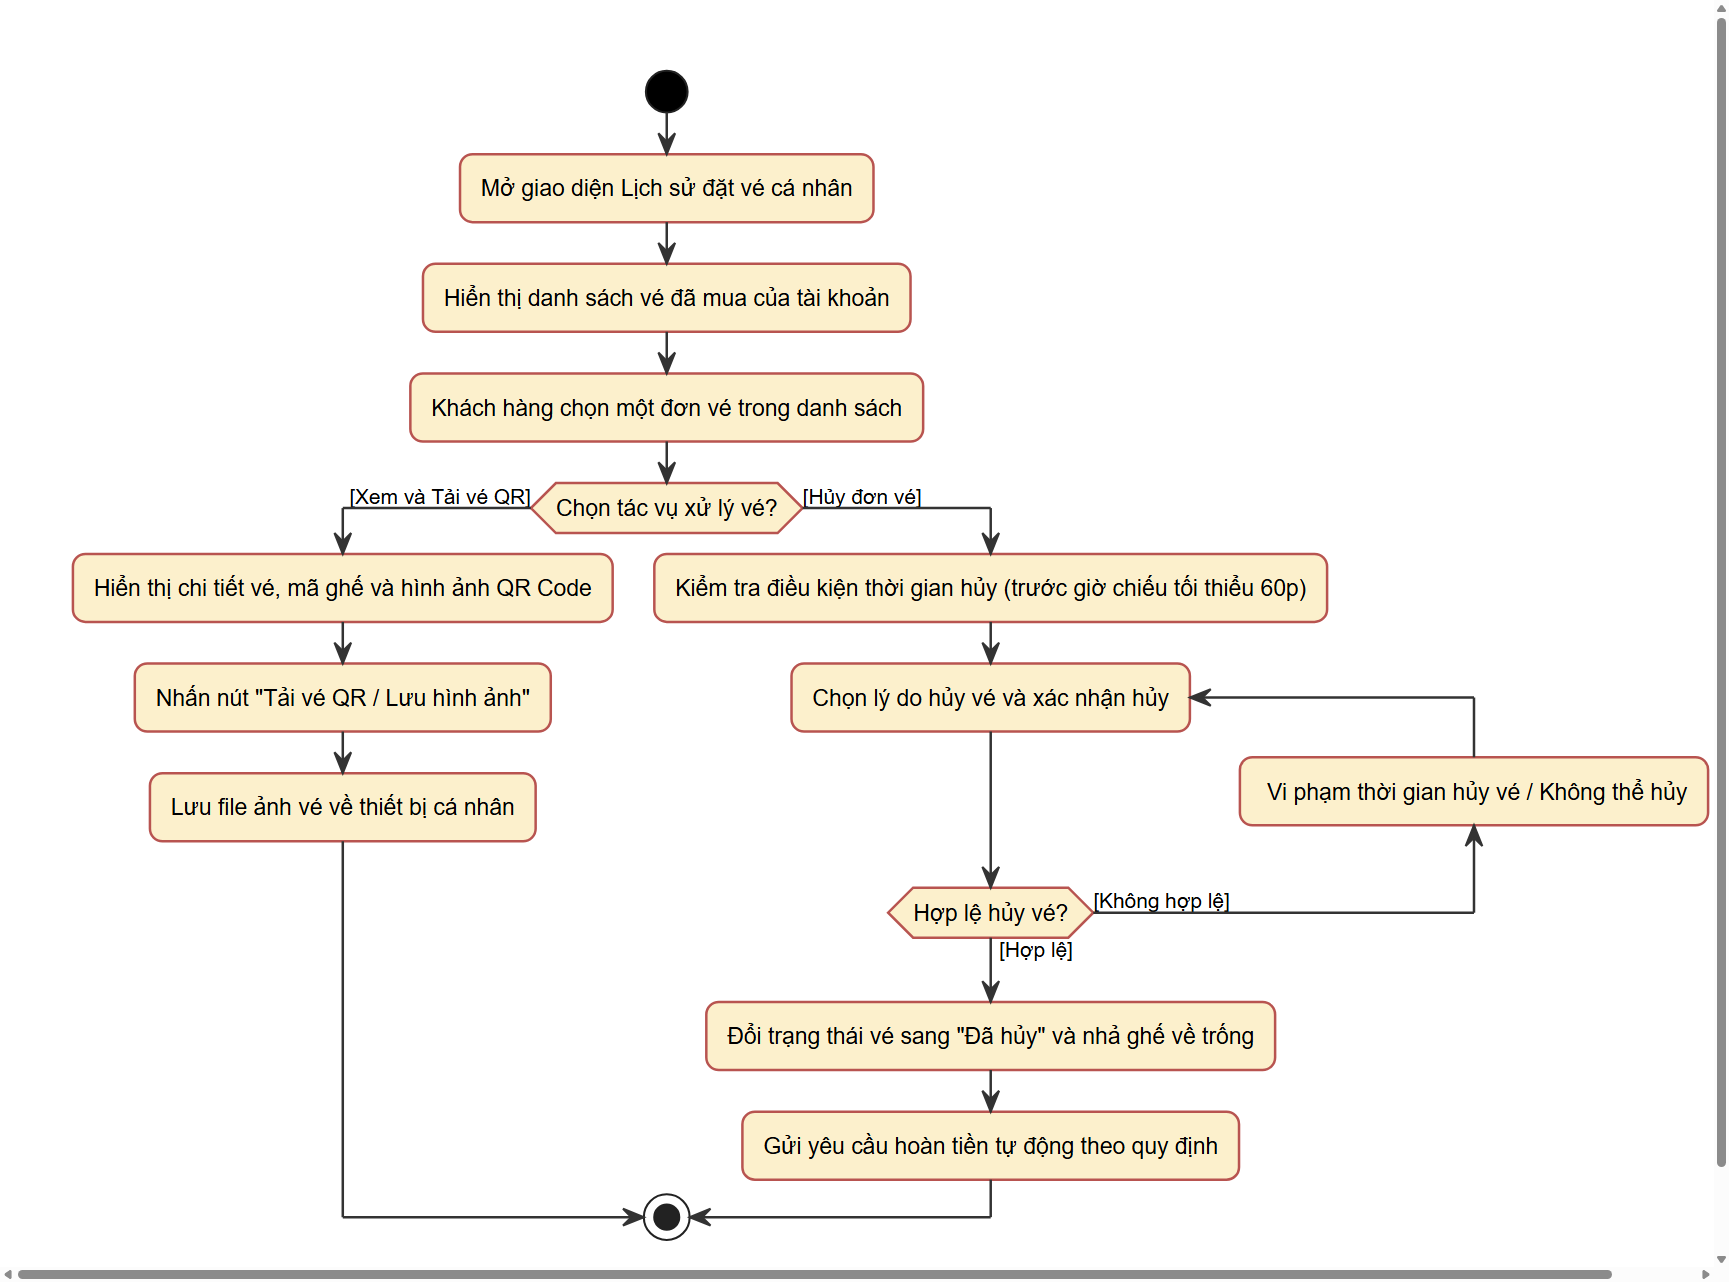 Mở giao diện Lịch sử đặt vé cá nhân
Hiển thị danh sách vé đã mua của tài khoản
Khách hàng chọn một đơn vé trong danh sách
[Xem và Tải vé QR]
Chọn tác vụ xử lý vé?
[Hủy đơn vé]
Hiển thị chi tiết vé, mã ghế và hình ảnh QR Code
Nhấn nút "Tải vé QR / Lưu hình ảnh"
Lưu file ảnh vé về thiết bị cá nhân
Kiểm tra điều kiện thời gian hủy (trước giờ chiếu tối thiểu 60p)
Chọn lý do hủy vé và xác nhận hủy
Vi phạm thời gian hủy vé / Không thể hủy
Hợp lệ hủy vé?
[Không hợp lệ]
[Hợp lệ]
Đổi trạng thái vé sang "Đã hủy" và nhả ghế về trống
Gửi yêu cầu hoàn tiền tự động theo quy định